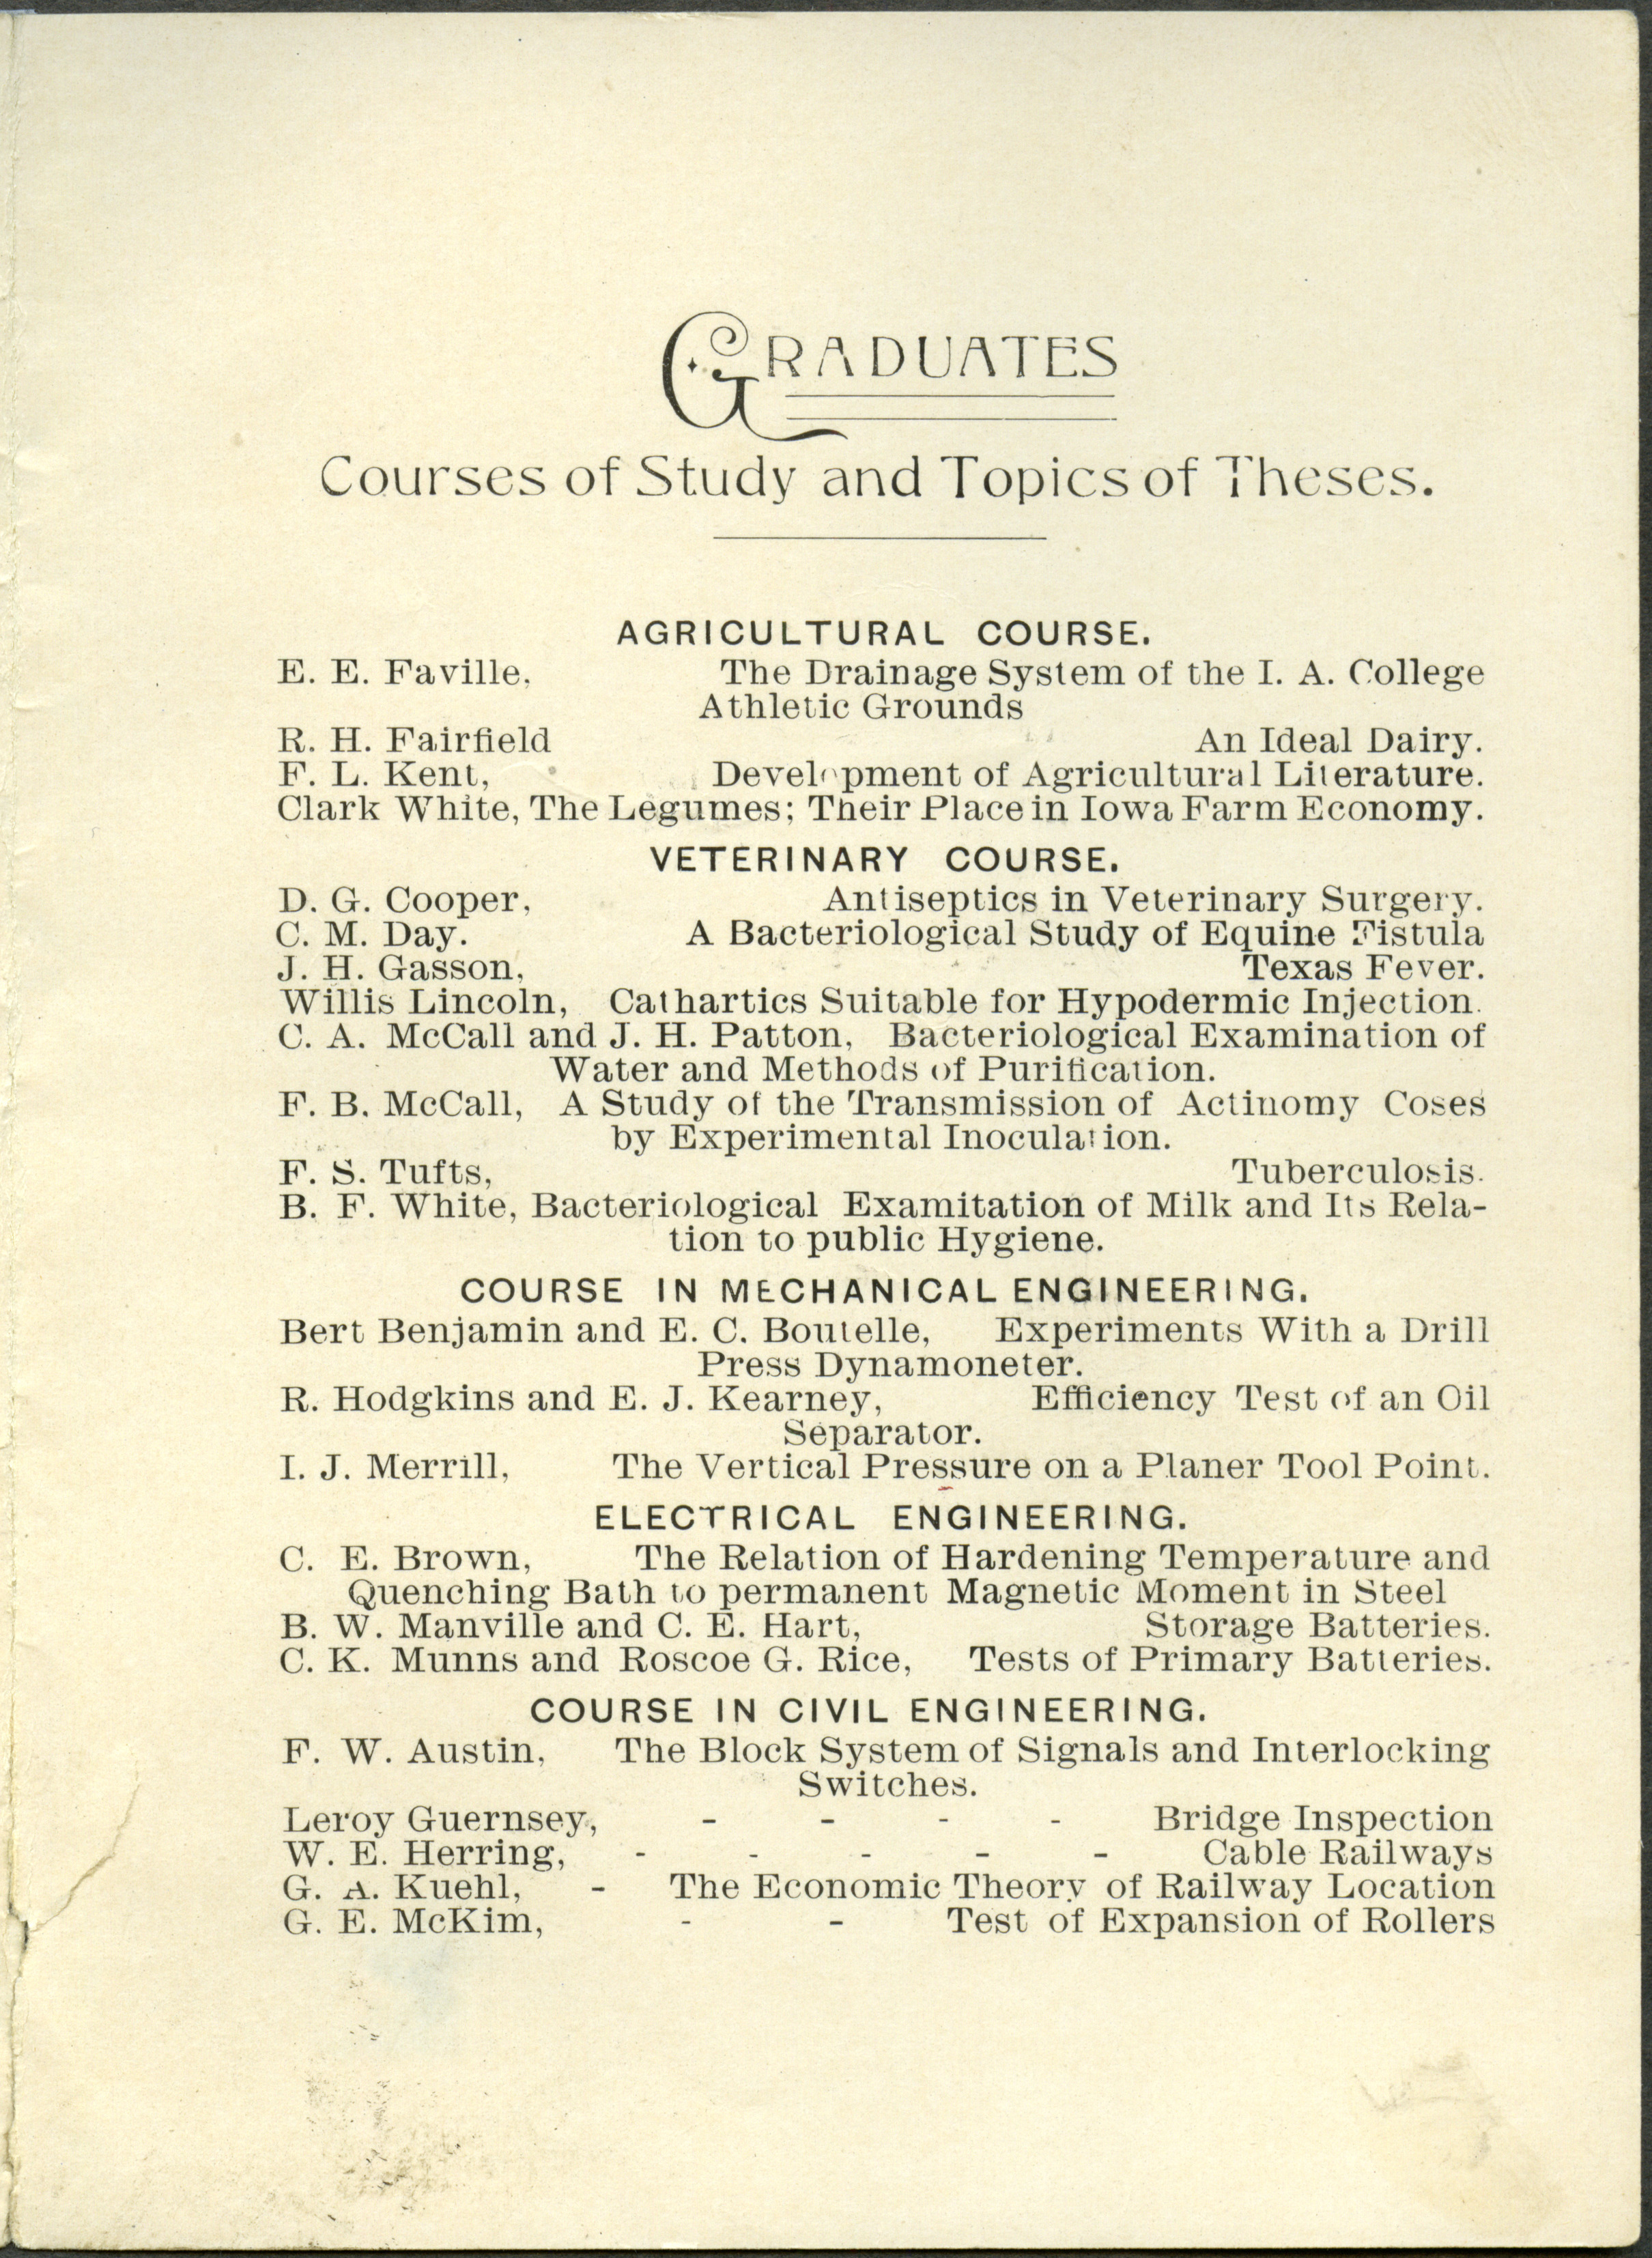 GRADUATES
Courses of Study and Topics of Theses.
AGRICULTURAL COURSE.
E. E. Faville, The Drainage System of the I. A. College
Athletic Grounds
R. H. Fairfield An Ideal Dairy.
F. L. Kent, Development of Agricultural Literature.
Clark White, The Legumes; Their Place in Iowa Farm Economy.
VETERINARY COURSE.
D. G. Cooper, Antiseptics in Veterinary Surgery.
C. M. Day. A Bacteriological Study of Equine Fistula
J. H. Gasson, Texas Fever.
Willis Lincoln, Cathartics Suitable for Hypodermic Injection.
C. A. McCall and J. H. Patton, Bacteriological Examination of
Water and Methods of Purification.
F. B. McCall, A Study of the Transmission of Actinomy Coses
by Experimental Inoculation.
F. S. Tufts, Tuberculosis.
B. F. White, Bacteriological Examitation of Milk and Its Rela-
tion to public Hygiene.
COURSE IN MECHANICAL ENGINEERING.
Bert Benjamin and E. C. Boutelle, Experiments With a Drill
Press Dynamoneter.
R. Hodgkins and E. J. Kearney, Efficiency Test of an Oil
Separator.
I. J. Merrill, The Vertical Pressure on a Planer Tool Point.
ELECTRICAL ENGINEERING.
C. E. Brown, The Relation of Hardening Temperature and
Quenching Bath to permanent Magnetic Moment in Steel
B. W. Manville and C. E. Hart, Storage Batteries.
C. K. Munns and Roscoe G. Rice, Tests of Primary Batteries.
COURSE IN CIVIL ENGINEERING.
F. W. Austin, The Block System of Signals and Interlocking
Switches.
Leroy Guernsey, - - - - Bridge Inspection
W. E. Herring, - - - - - Cable Railways
G. A. Kuehl, - The Economic Theory of Railway Location
G. E. McKim, - - Test of Expansion of Rollers